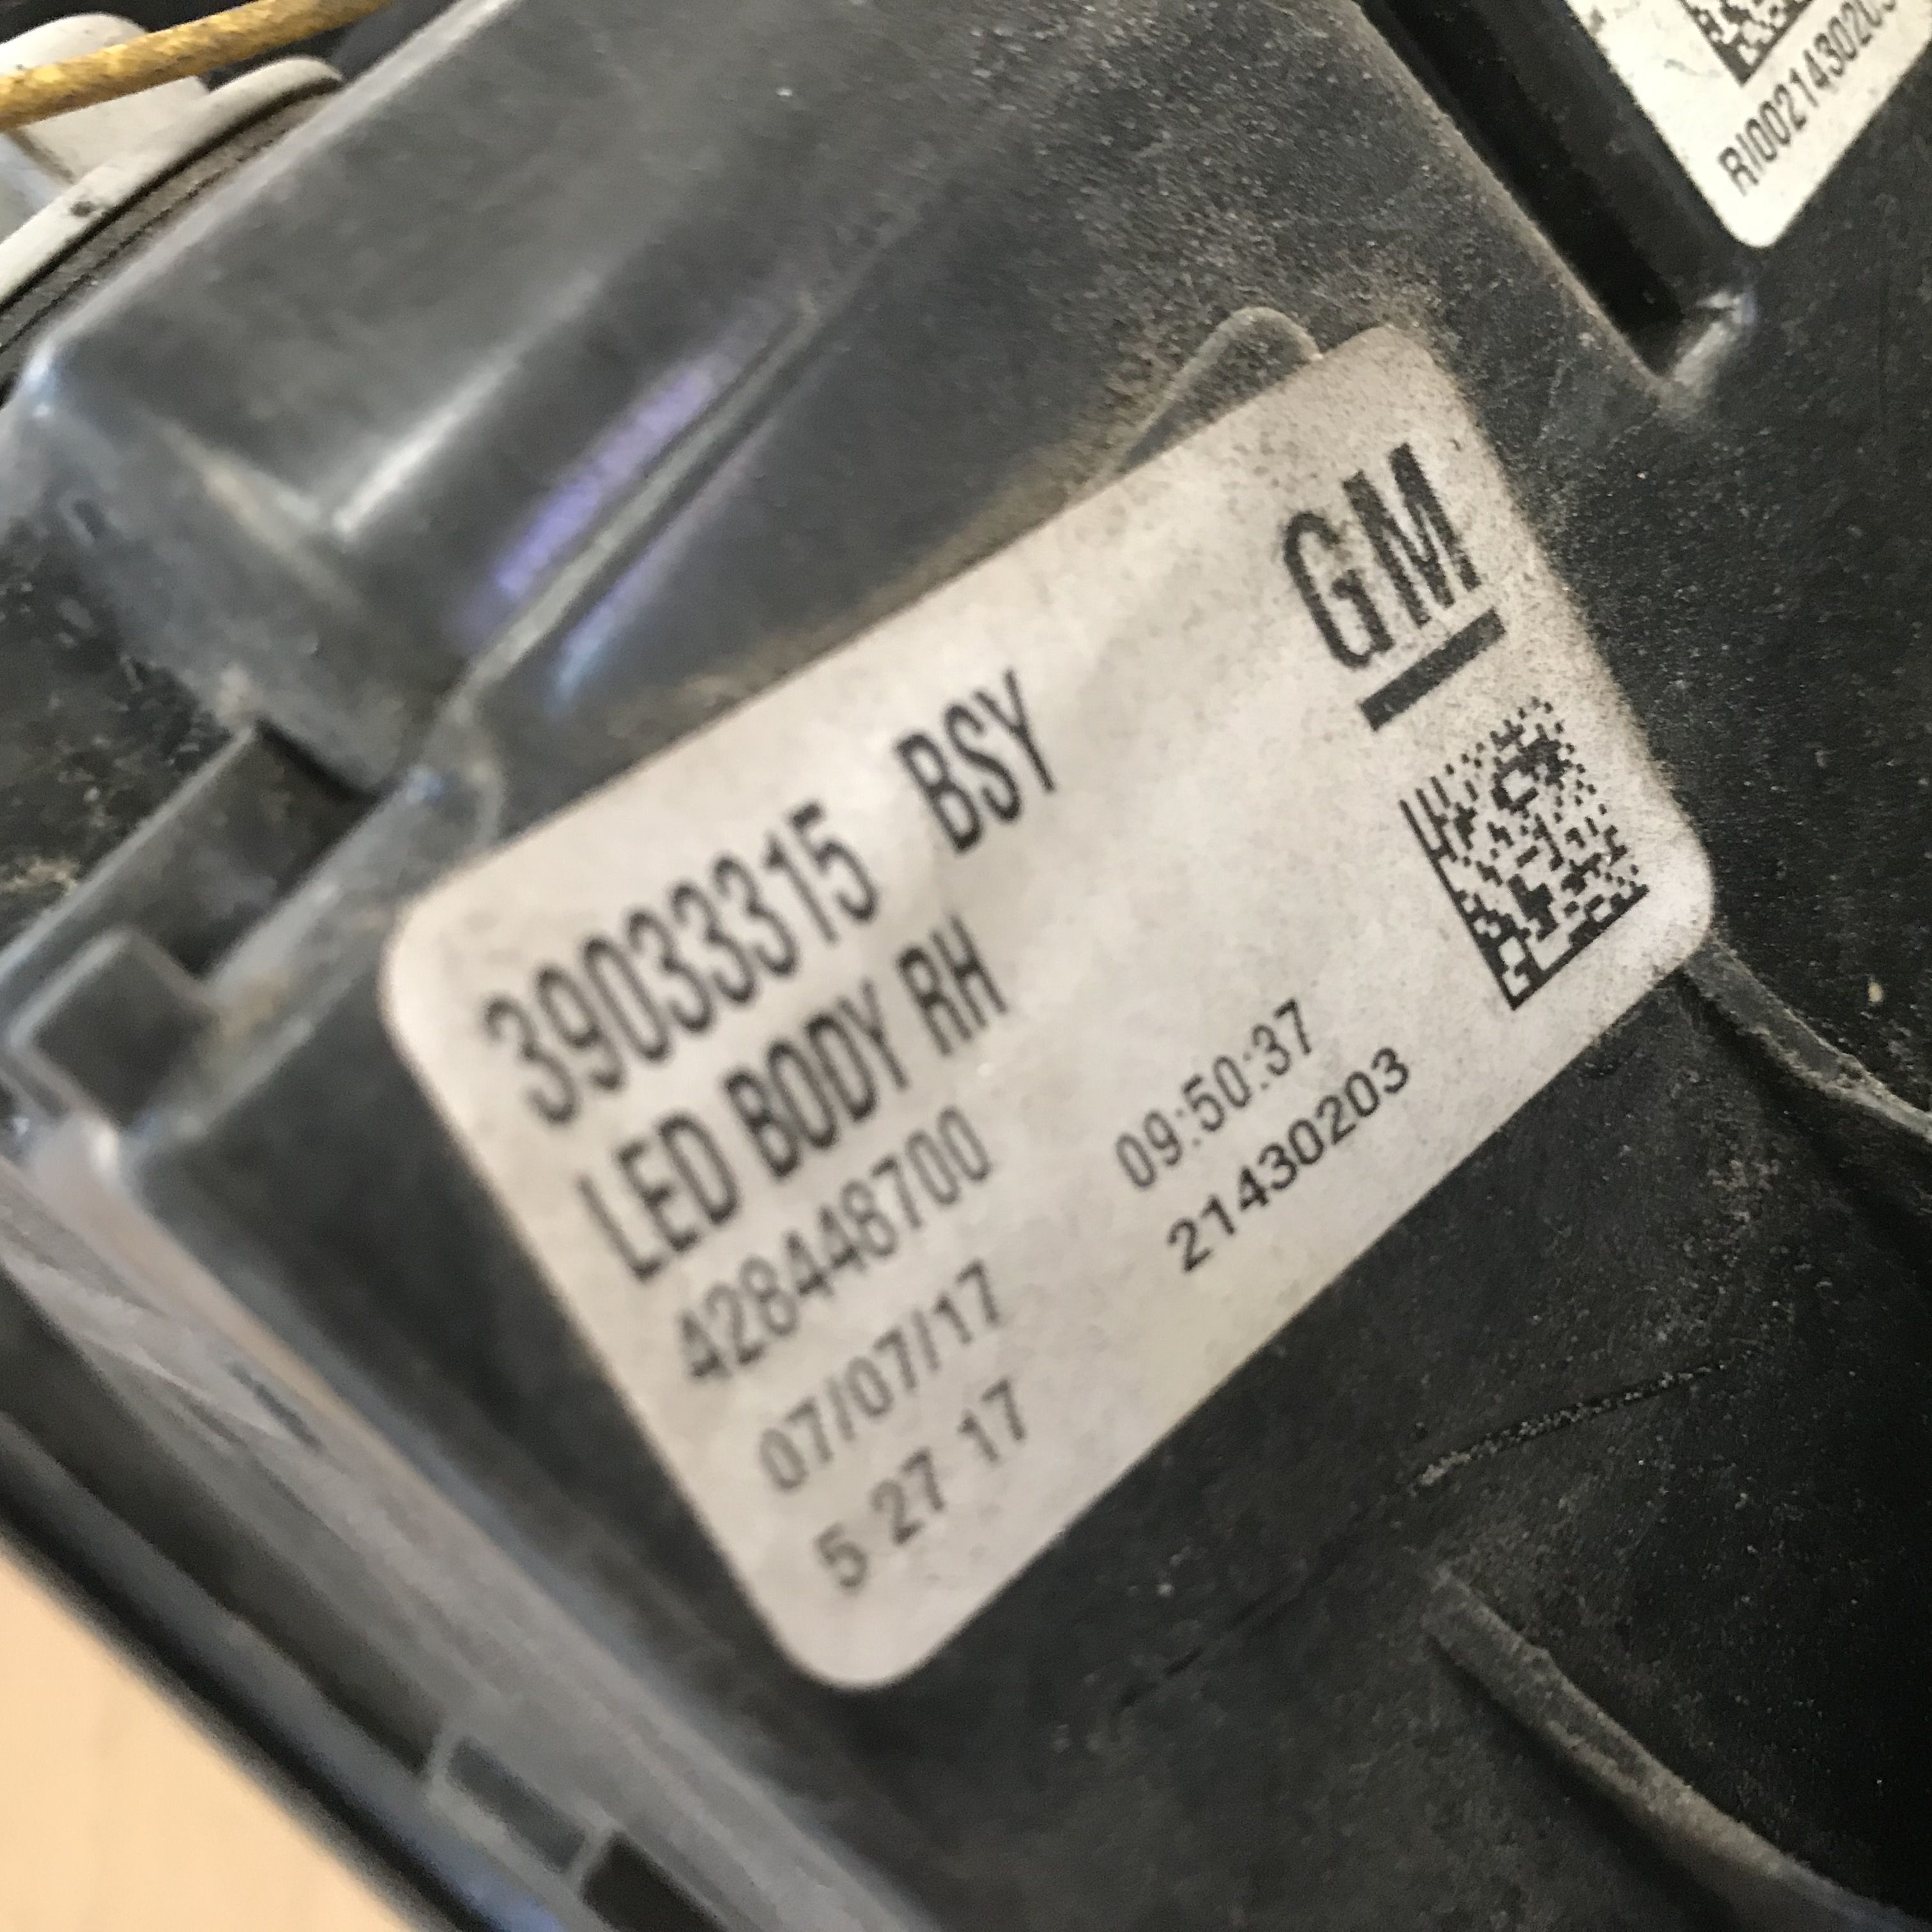 RI0021430203
GM
39033315 BSY
LED BODY RH
428448700
09:50:37
07/07/17
21430203
5 27 17